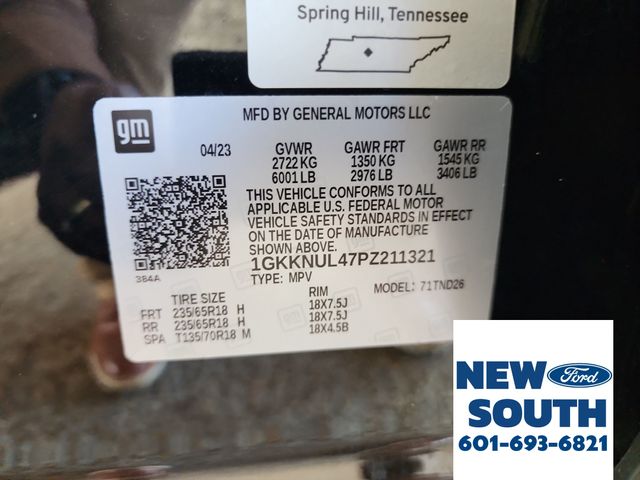 Spring Hill, Tennessee
gm
MFD BY GENERAL MOTORS LLC
04/23 GVWR GAWR FRT GAWR RR
2722 KG 1350 KG 1545 KG
6001 LB 2976 LB 3406 LB
THIS VEHICLE CONFORMS TO ALL
APPLICABLE U.S. FEDERAL MOTOR
VEHICLE SAFETY STANDARDS IN EFFECT
ON THE DATE OF MANUFACTURE
SHOWN ABOVE.
1GKKNUL47PZ211321
384A
TYPE: MPV MODEL: 71TND26
TIRE SIZE RIM
FRT 235/65R18 H 18X7.5J
RR 235/65R18 H 18X7.5J
SPA T135/70R18 M 18X4.5B
NEW Ford
SOUTH
601-693-6821